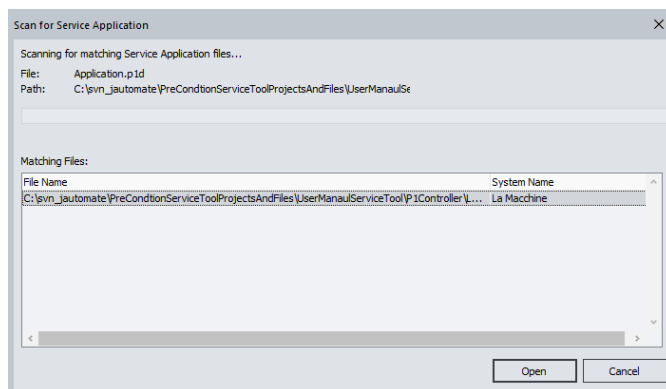 Scan for Service Application
Scanning for matching Service Application files...
File: Application.p1d
Path: C:\svn_jautomate\PreCondtionServiceToolProjectsAndFiles\UserManaulSe
Matching Files:
File Name System Name
C:\svn_jautomate\PreCondtionServiceToolProjectsAndFiles\UserManaulServiceTool\P1Controller\L... La Macchine
Open Cancel